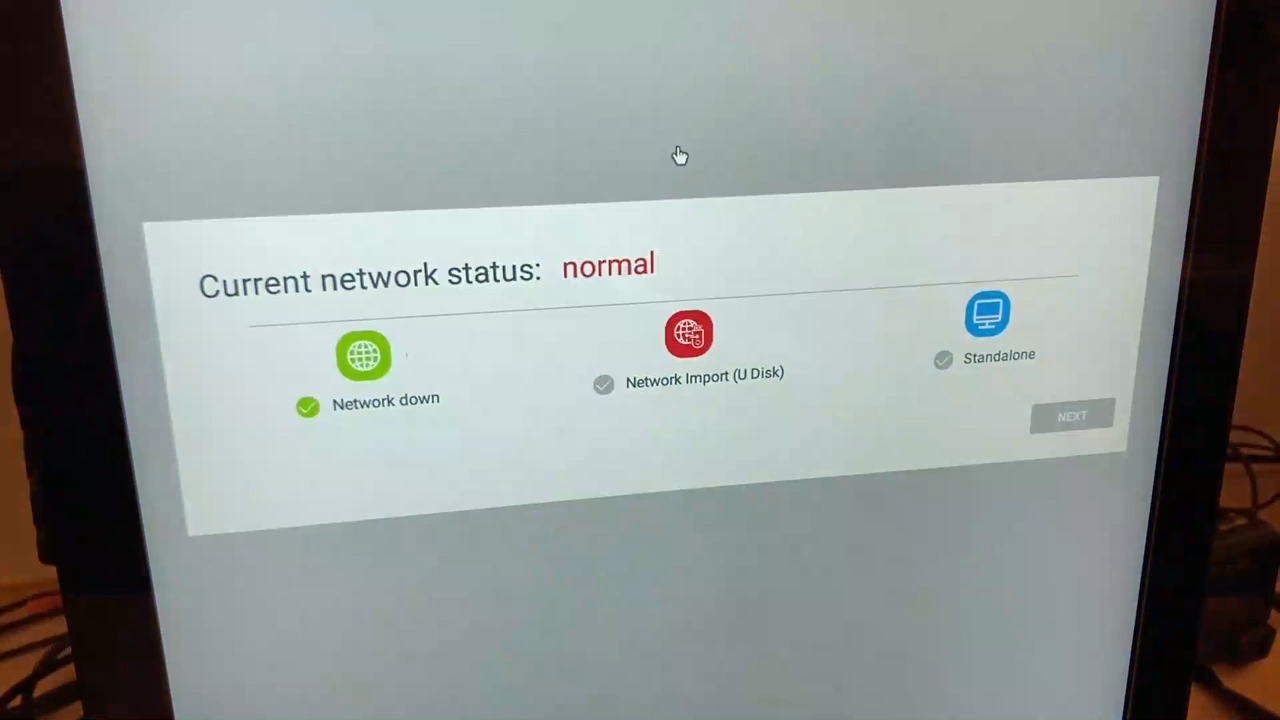 Current network status: normal
Network down
Network Import (U Disk)
Standalone
NEXT